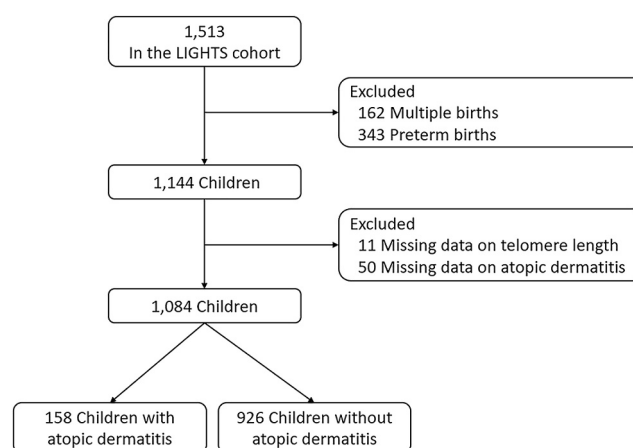 1,513
In the LIGHTS cohort
Excluded
162 Multiple births
343 Preterm births
1,144 Children
Excluded
11 Missing data on telomere length
50 Missing data on atopic dermatitis
1,084 Children
158 Children with
atopic dermatitis
926 Children without
atopic dermatitis